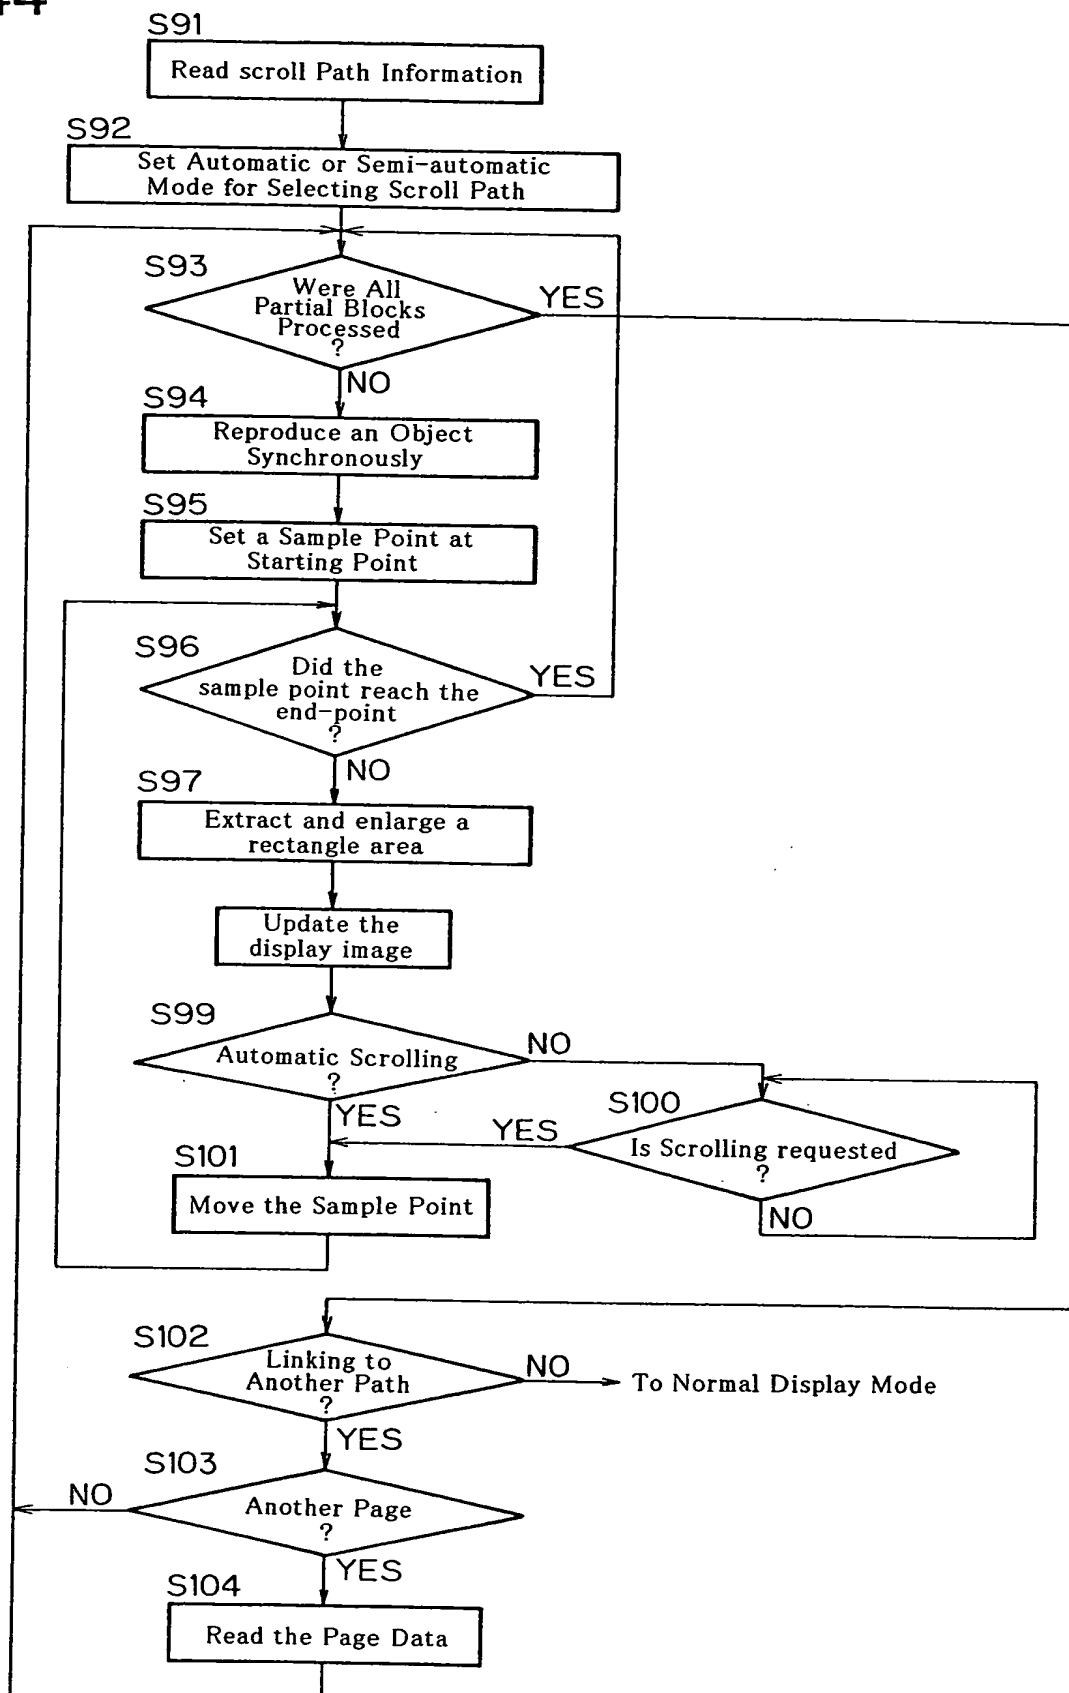 44
S91
Read scroll Path Information
S92
Set Automatic or Semi-automatic
Mode for Selecting Scroll Path
S93
Were All
Partial Blocks
Processed
?
YES
NO
S94
Reproduce an Object
Synchronously
S95
Set a Sample Point at
Starting Point
S96
Did the
sample point reach the
end-point
?
YES
NO
S97
Extract and enlarge a
rectangle area
Update the
display image
S99
Automatic Scrolling
?
NO
YES
S100
Is Scrolling requested
?
YES
NO
S101
Move the Sample Point
S102
Linking to
Another Path
?
NO
To Normal Display Mode
YES
S103
Another Page
?
NO
YES
S104
Read the Page Data